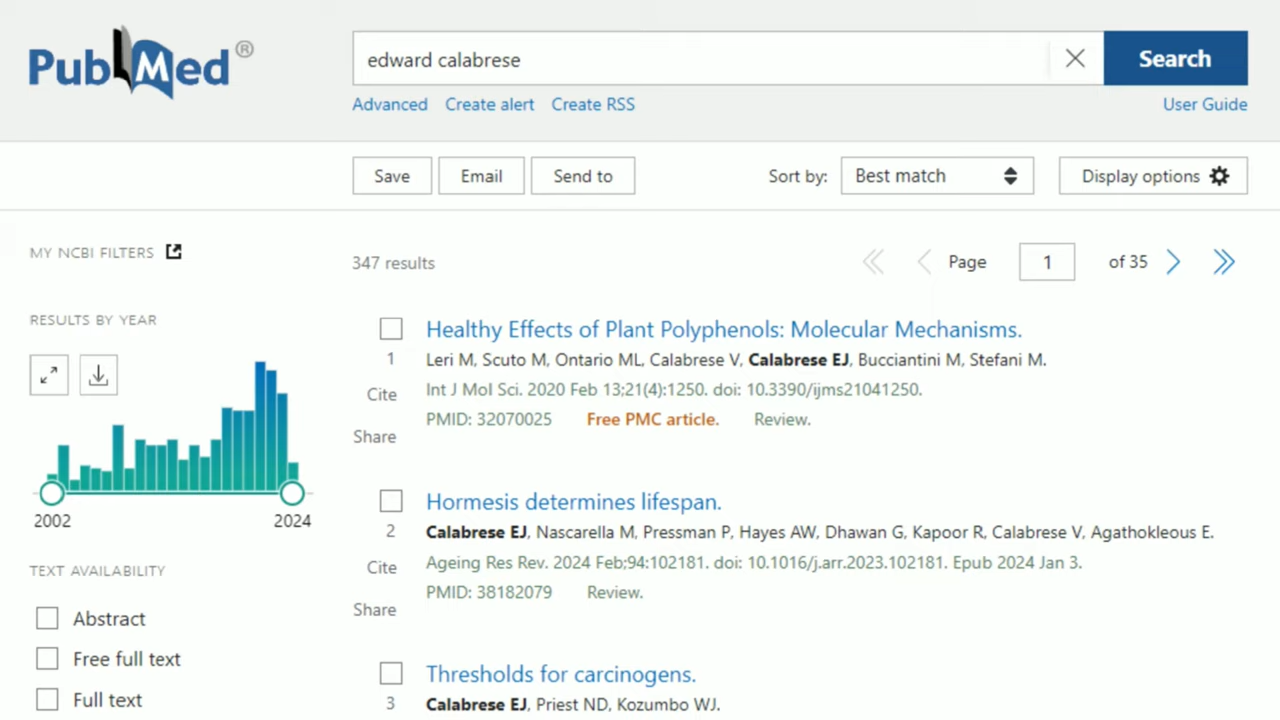 PubMed®
edward calabrese
Search
Advanced Create alert Create RSS
User Guide
Save Email Send to
Sort by: Best match
Display options
MY NCBI FILTERS
347 results
Page 1 of 35
RESULTS BY YEAR
2002 2024
TEXT AVAILABILITY
Abstract
Free full text
Full text
Healthy Effects of Plant Polyphenols: Molecular Mechanisms.
1
Leri M, Scuto M, Ontario ML, Calabrese V, Calabrese EJ, Bucciantini M, Stefani M.
Cite
Int J Mol Sci. 2020 Feb 13;21(4):1250. doi: 10.3390/ijms21041250.
PMID: 32070025 Free PMC article. Review.
Share
Hormesis determines lifespan.
2
Calabrese EJ, Nascarella M, Pressman P, Hayes AW, Dhawan G, Kapoor R, Calabrese V, Agathokleous E.
Cite
Ageing Res Rev. 2024 Feb;94:102181. doi: 10.1016/j.arr.2023.102181. Epub 2024 Jan 3.
PMID: 38182079 Review.
Share
Thresholds for carcinogens.
3
Calabrese EJ, Priest ND, Kozumbo WJ.